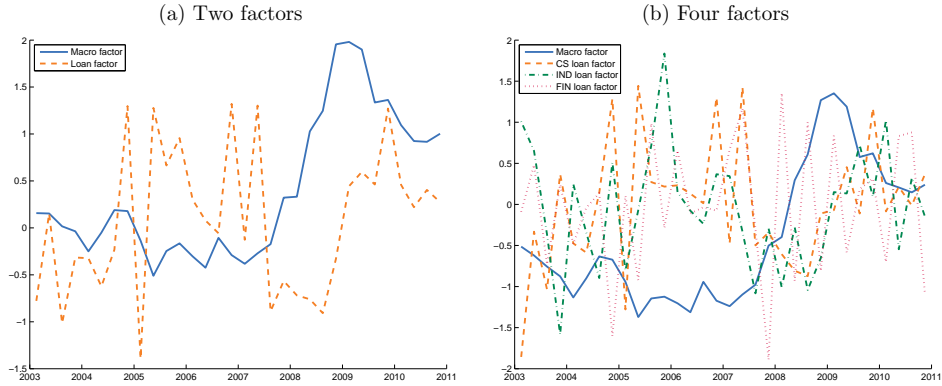 (a) Two factors
2
1.5
1
0.5
0
−0.5
−1
−1.5
2003 2004 2005 2006 2007 2008 2009 2010 2011
Macro factor
Loan factor
(b) Four factors
2
1.5
1
0.5
0
−0.5
−1
−1.5
−2
2003 2004 2005 2006 2007 2008 2009 2010 2011
Macro factor
CS loan factor
IND loan factor
FIN loan factor